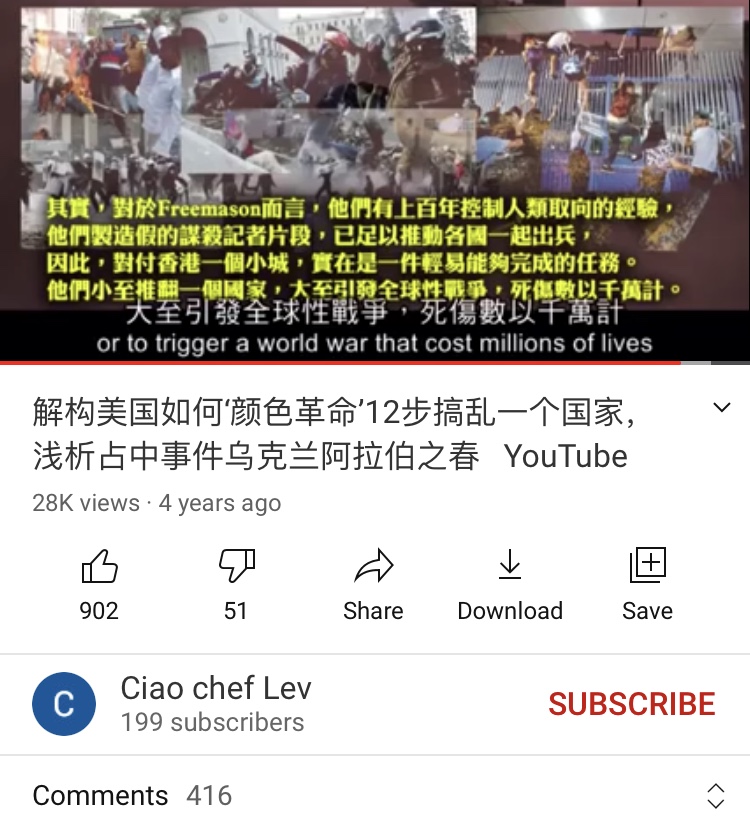 其實，對於Freemason而言，他們有上百年控制人類取向的經驗，
他們製造假的謀殺記者片段，已足以推動各國一起出兵，
因此，對付香港一個小城，實在是一件輕易能夠完成的任務。
他們小至推翻一個國家，大至引發全球性戰爭，死傷數以千萬計。
大至引發全球性戰爭，死傷數以千萬計
or to trigger a world war that cost millions of lives
解构美国如何‘颜色革命’12步搞乱一个国家,
浅析占中事件乌克兰阿拉伯之春 YouTube
28K views · 4 years ago
902
51
Share
Download
Save
C
Ciao chef Lev
199 subscribers
SUBSCRIBE
Comments 416